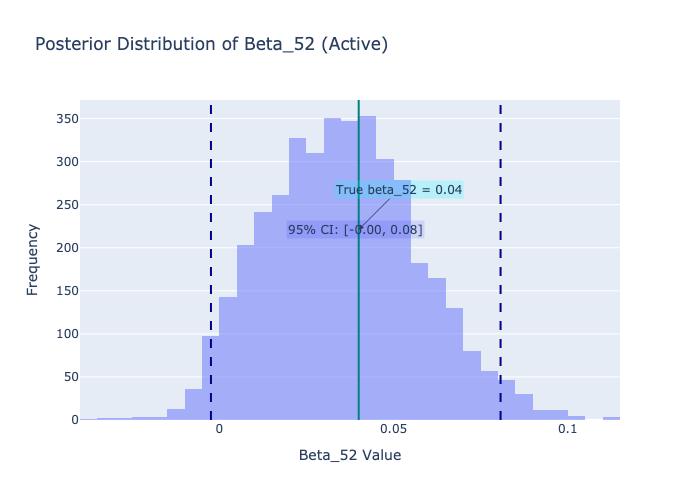 Posterior Distribution of Beta_52 (Active)
350
300
250
200
150
100
50
0
Frequency
True beta_52 = 0.04
95% CI: [-0.00, 0.08]
0
0.05
0.1
Beta_52 Value